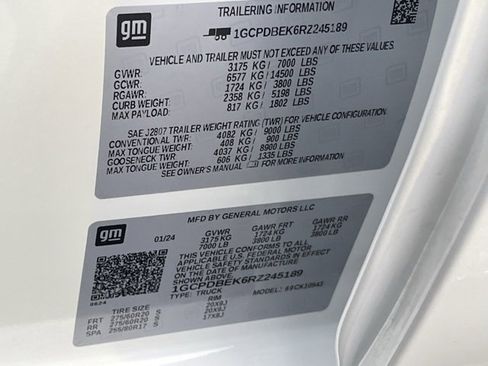 gm
TRAILERING INFORMATION
1GCPDBEK6RZ245189
VEHICLE AND TRAILER MUST NOT EXCEED ANY OF THESE
GVWR: 3175 KG / 7000 LBS
GCWR: 6577 KG / 14500 LBS
RGAWR: 1724 KG / 3800 LBS
CURB WEIGHT: 2358 KG / 5198 LBS
MAX PAYLOAD: 817 KG / 1802 LBS
SAE J2807 TRAILER WEIGHT RATING (TWR) FOR THIS VEHICLE
CONVENTIONAL TWR: 4082 KG / 9000 LBS
MAX TONGUE WEIGHT: 408 KG / 900 LBS
GOOSENECK TWR 4037 KG / 8900 LBS
MAX TONGUE WEIGHT: 606 KG / 1335 LBS
SEE OWNER'S MANUAL FOR ADDITIONAL
gm
MFD BY GENERAL MOTORS LLC
01/24 GVWR GAWR FRT GAWR RR
3175 KG 1724 KG 1724 KG
7000 LB 3800 LB 3800 LB
THIS VEHICLE CONFORMS TO ALL
APPLICABLE U.S. FEDERAL MOTOR
VEHICLE SAFETY
STANDARDS IN EFFECT ON
THE DATE OF MANUFACTURE
SHOWN ABOVE.
1GCPDBEK6RZ245189
TYPE: TRUCK MODEL:
TIRE SIZE RIM
FRT 275/60R20 S 20X9J
RR 275/60R20 S 20X9J
SPA 255/80R17 S 17X8J